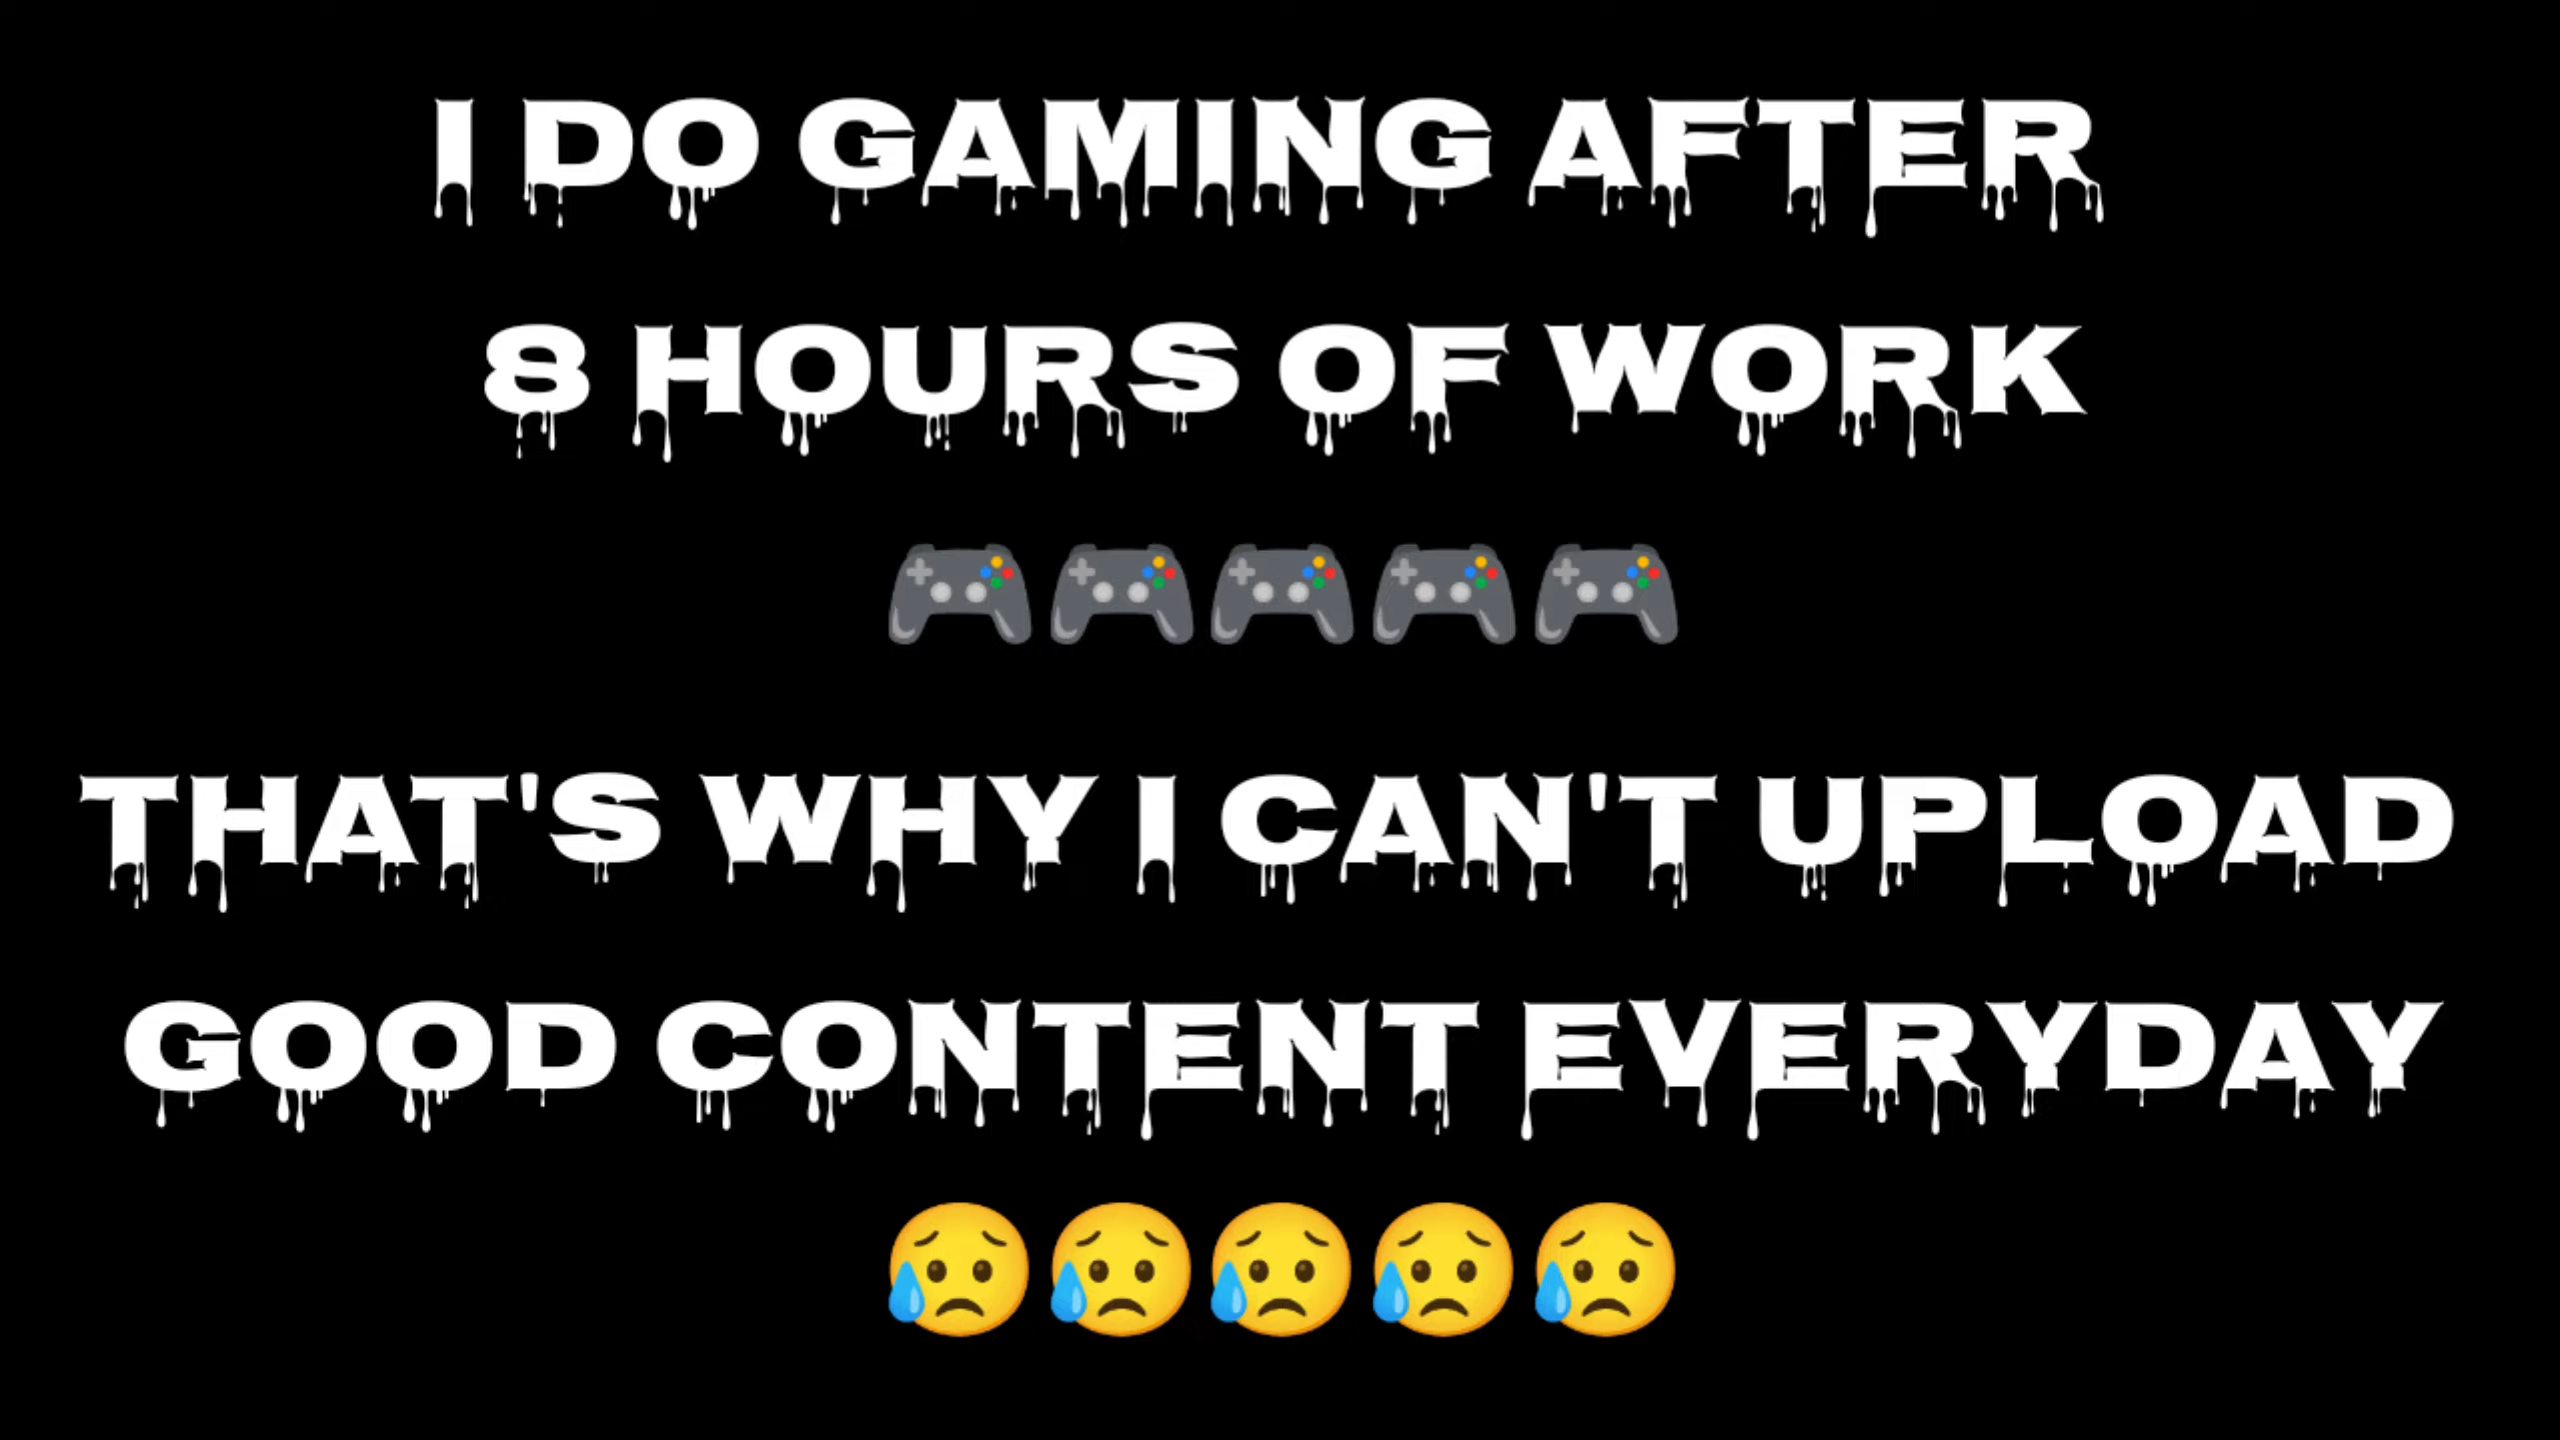 I DO GAMING AFTER
8 HOURS OF WORK
🎮🎮🎮🎮🎮
THAT'S WHY I CAN'T UPLOAD
GOOD CONTENT EVERYDAY
😥😥😥😥😥